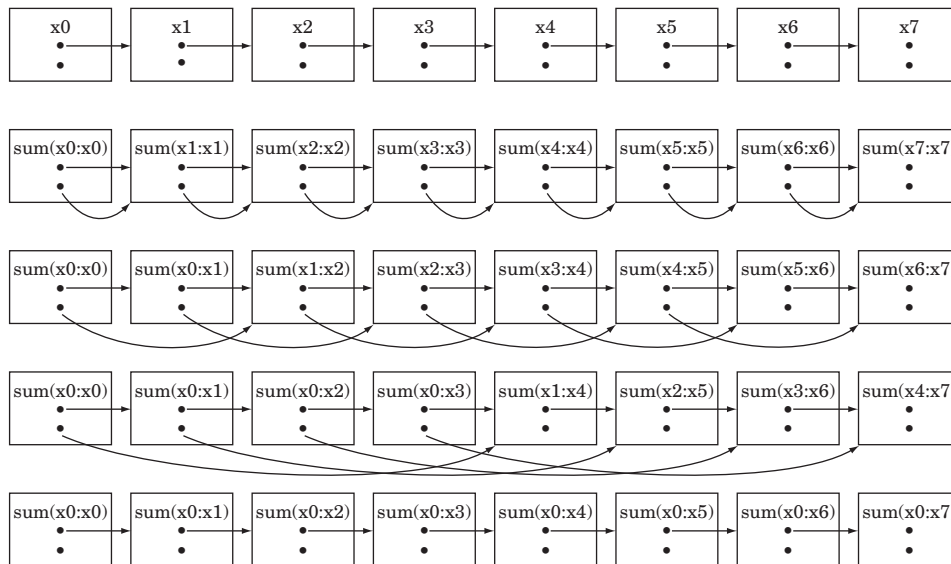 x0 x1 x2 x3 x4 x5 x6 x7
sum(x0:x0) sum(x1:x1) sum(x2:x2) sum(x3:x3) sum(x4:x4) sum(x5:x5) sum(x6:x6) sum(x7:x7
sum(x0:x0) sum(x0:x1) sum(x1:x2) sum(x2:x3) sum(x3:x4) sum(x4:x5) sum(x5:x6) sum(x6:x7
sum(x0:x0) sum(x0:x1) sum(x0:x2) sum(x0:x3) sum(x1:x4) sum(x2:x5) sum(x3:x6) sum(x4:x7
sum(x0:x0) sum(x0:x1) sum(x0:x2) sum(x0:x3) sum(x0:x4) sum(x0:x5) sum(x0:x6) sum(x0:x7